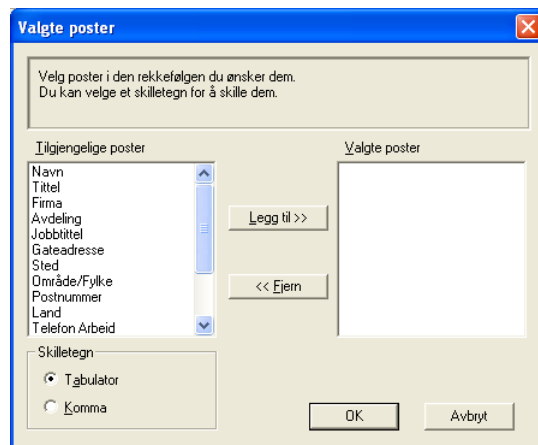 Valgte poster
Velg poster i den rekkefølgen du ønsker dem.
Du kan velge et skilletegn for å skille dem.
Tilgjengelige poster
Valgte poster
Navn
Tittel
Firma
Avdeling
Jobbtittel
Gateadresse
Sted
Område/Fylke
Postnummer
Land
Telefon Arbeid
Legg til >>
<< Fjern
Skilletegn
Tabulator
Komma
OK
Avbryt